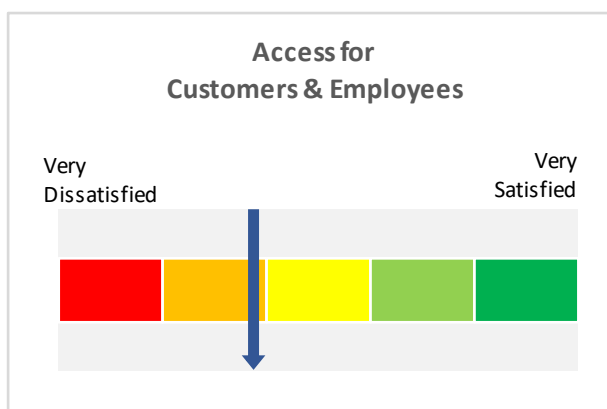 Access for
Customers & Employees
Very
Dissatisfied
Very
Satisfied